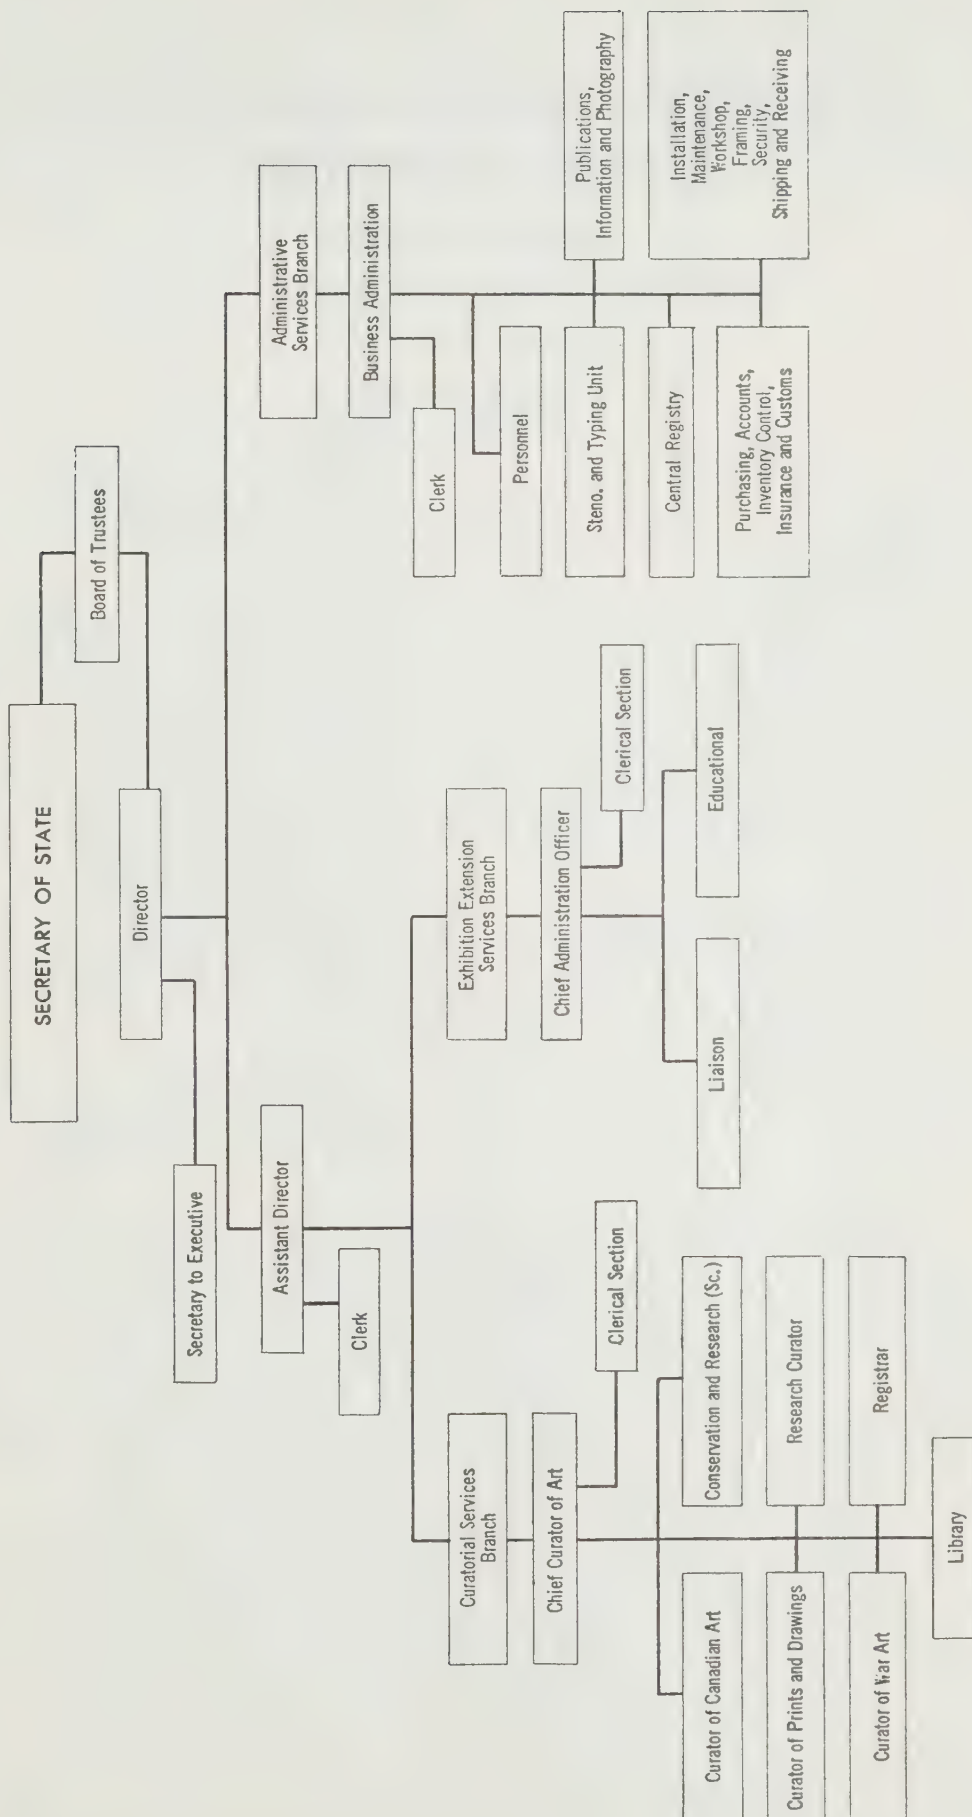 SECRETARY OF STATE
Board of Trustees
Director
Secretary to Executive
Assistant Director
Clerk
Administrative
Services Branch
Business Administration
Clerk
Personnel
Publications,
Information and Photography
Steno. and Typing Unit
Central Registry
Installation,
Maintenance,
Workshop,
Framing,
Security,
Shipping and Receiving
Purchasing, Accounts,
Inventory Control,
Insurance and Customs
Curatorial Services
Branch
Chief Curator of Art
Clerical Section
Curator of Canadian Art
Conservation and Research (Sc.)
Curator of Prints and Drawings
Research Curator
Curator of War Art
Registrar
Library
Exhibition Extension
Services Branch
Chief Administration Officer
Clerical Section
Liaison
Educational